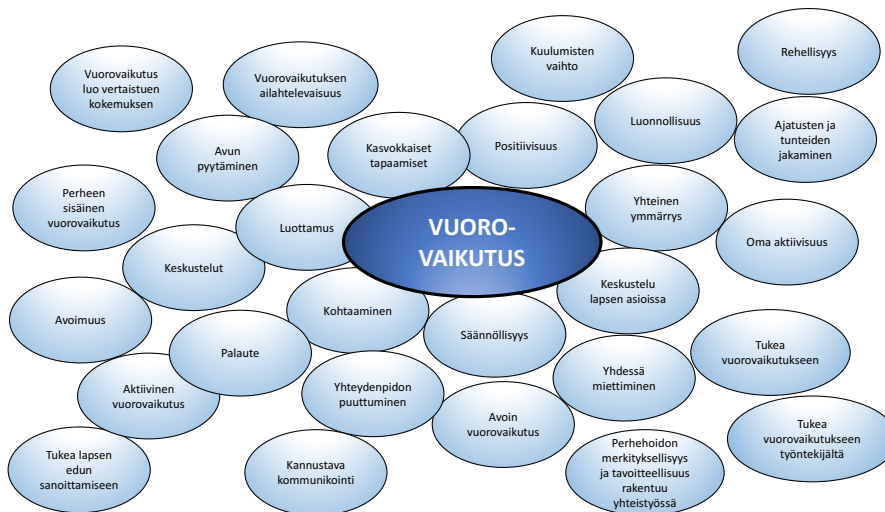 Kuulumisten
vaihto
Rehellisyys
Vuorovaikutus
luo vertaistuen
kokemuksen
Vuorovaikutuksen
ailahtelevaisuus
Luonnollisuus
Ajatusten ja
tunteiden
jakaminen
Avun
pyytäminen
Kasvokkaiset
tapaamiset
Positiivisuus
Perheen
sisäinen
vuorovaikutus
Luottamus
VUORO-
VAIKUTUS
Yhteinen
ymmärrys
Oma aktiivisuus
Keskustelut
Keskustelu
lapsen asioissa
Avoimuus
Kohtaaminen
Säännöllisyys
Palaute
Tukea
vuorovaikutukseen
Aktiivinen
vuorovaikutus
Yhteydenpidon
puuttuminen
Yhdessä
miettiminen
Avoin
vuorovaikutus
Tukea
vuorovaikutukseen
työntekijältä
Tukea lapsen
edun
sanoittamiseen
Kannustava
kommunikointi
Perhehoidon
merkityksellisyys
ja tavoitteellisuus
rakentuu
yhteistyössä